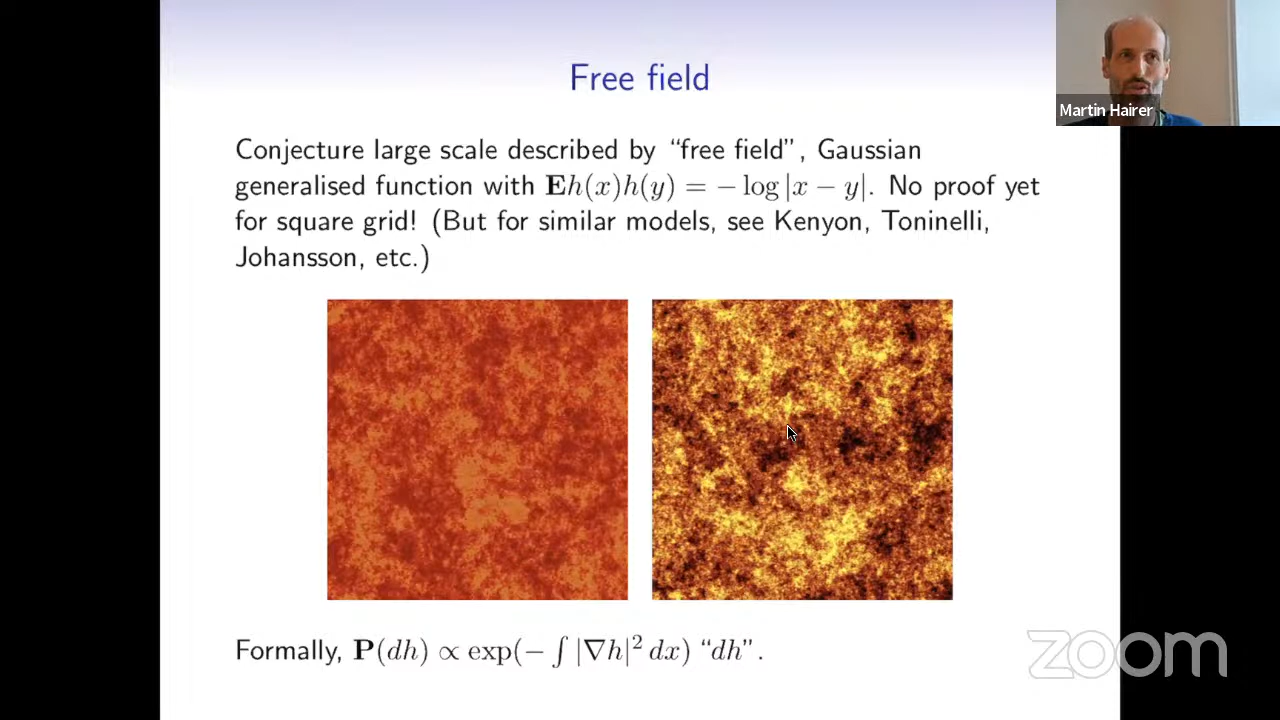 Free field
Martin Hairer
Conjecture large scale described by “free field”, Gaussian
generalised function with 𝐄h(x)h(y) = − log |x − y|. No proof yet
for square grid! (But for similar models, see Kenyon, Toninelli,
Johansson, etc.)
Formally, 𝐏(dh) ∝ exp(− ∫ |∇h|² dx) “dh”.
zoom